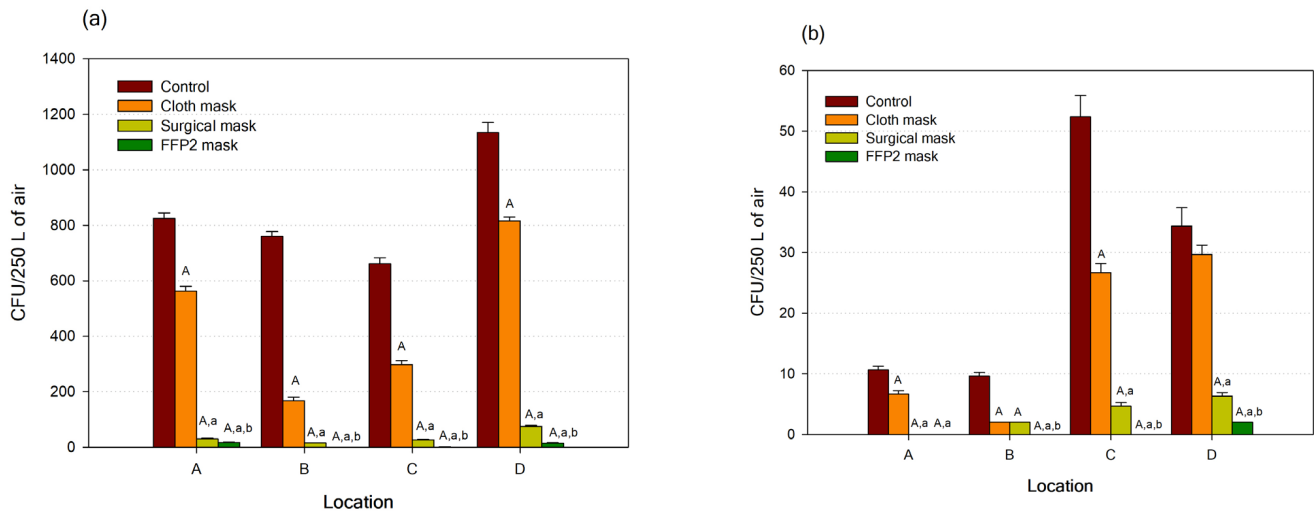 (a)
1400
1200
1000
800
600
400
200
0
CFU/250 L of air
Control
Cloth mask
Surgical mask
FFP2 mask
A
A,a
A,a,b
A
A,a
A,a,b
A
A,a
A,a,b
A
A,a
A,a,b
A
B
C
D
Location
(b)
60
50
40
30
20
10
0
CFU/250 L of air
Control
Cloth mask
Surgical mask
FFP2 mask
A
A,a
A,a
A
A
A,a,b
A
A,a
A,a,b
A,a
A,a,b
A
B
C
D
Location